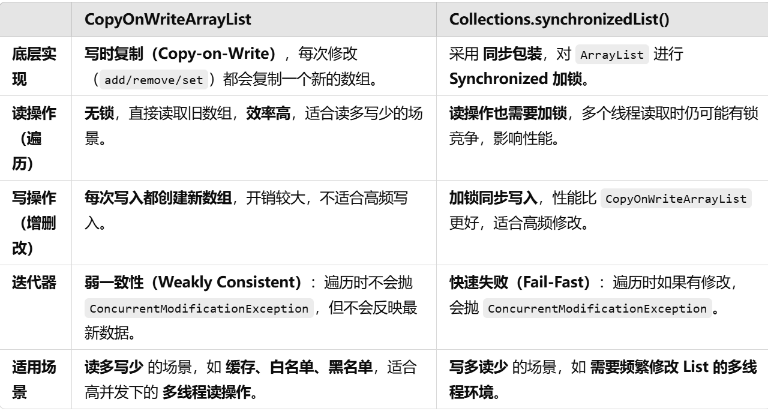 CopyOnWriteArrayList
Collections.synchronizedList()
底层实
现
写时复制（Copy-on-Write），每次修改
（add/remove/set）都会复制一个新的数组。
采用 同步包装，对 ArrayList 进行
Synchronized 加锁。
读操作
（遍
历）
无锁，直接读取旧数组，效率高，适合读多写少的场
景。
读操作也需要加锁，多个线程读取时仍可能有锁
竞争，影响性能。
写操作
（增删
改）
每次写入都创建新数组，开销较大，不适合高频写
入。
加锁同步写入，性能比 CopyOnWriteArrayList
更好，适合高频修改。
迭代器
弱一致性（Weakly Consistent）：遍历时不会抛
ConcurrentModificationException，但不会反映最
新数据。
快速失败（Fail-Fast）：遍历时如果有修改，
会抛 ConcurrentModificationException。
适用场
景
读多写少 的场景，如 缓存、白名单、黑名单，适合
高并发下的 多线程读操作。
写多读少 的场景，如 需要频繁修改 List 的多线
程环境。